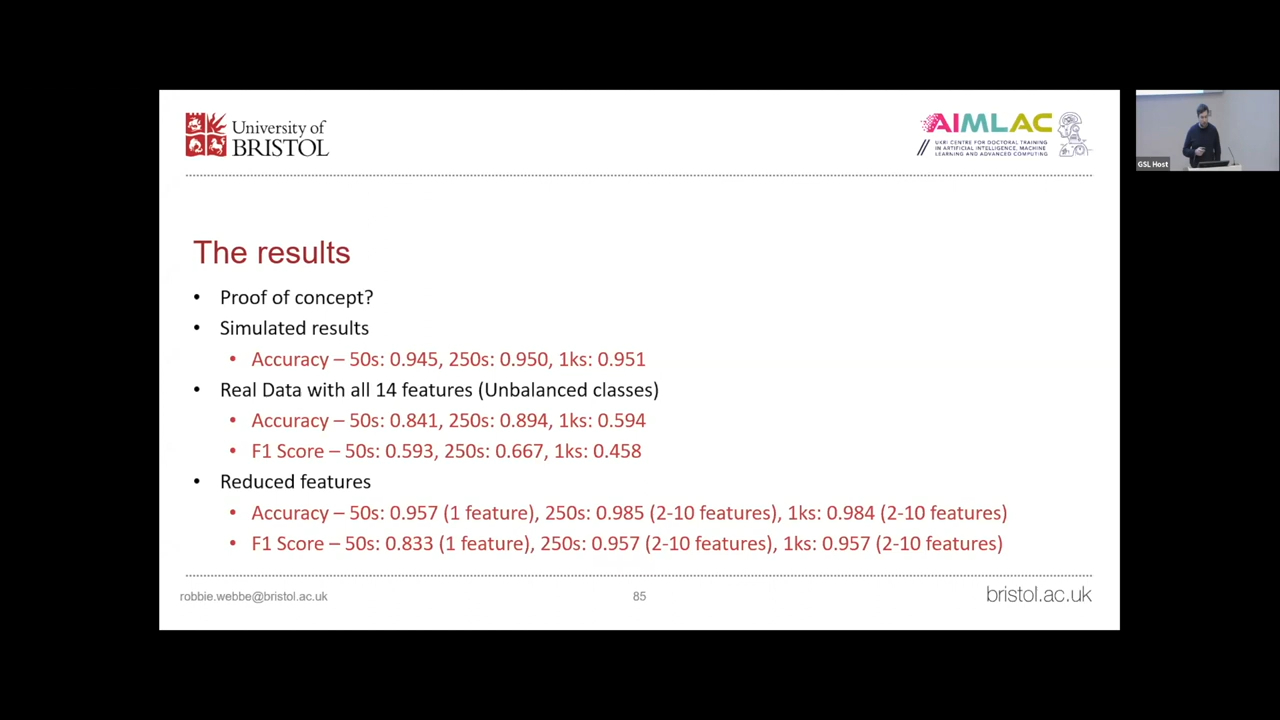 University of
BRISTOL
AIMLAC
UKRI CENTRE FOR DOCTORAL TRAINING
IN ARTIFICIAL INTELLIGENCE, MACHINE
LEARNING AND ADVANCED COMPUTING
GSL Host
The results
• Proof of concept?
• Simulated results
• Accuracy – 50s: 0.945, 250s: 0.950, 1ks: 0.951
• Real Data with all 14 features (Unbalanced classes)
• Accuracy – 50s: 0.841, 250s: 0.894, 1ks: 0.594
• F1 Score – 50s: 0.593, 250s: 0.667, 1ks: 0.458
• Reduced features
• Accuracy – 50s: 0.957 (1 feature), 250s: 0.985 (2-10 features), 1ks: 0.984 (2-10 features)
• F1 Score – 50s: 0.833 (1 feature), 250s: 0.957 (2-10 features), 1ks: 0.957 (2-10 features)
robbie.webbe@bristol.ac.uk
85
bristol.ac.uk